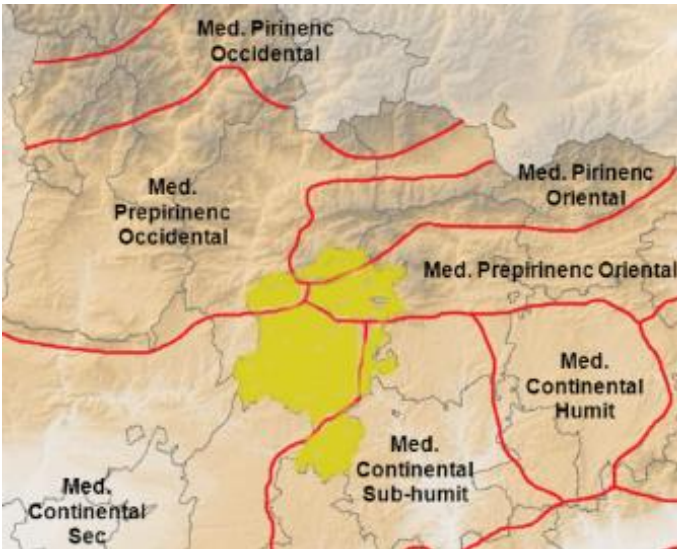 Med. Pirinenc
Occidental
Med.
Prepirinenc
Occidental
Med. Pirinenc
Oriental
Med. Prepirinenc Oriental
Med.
Continental
Humit
Med.
Continental
Sub-humit
Med.
Continental
Sec